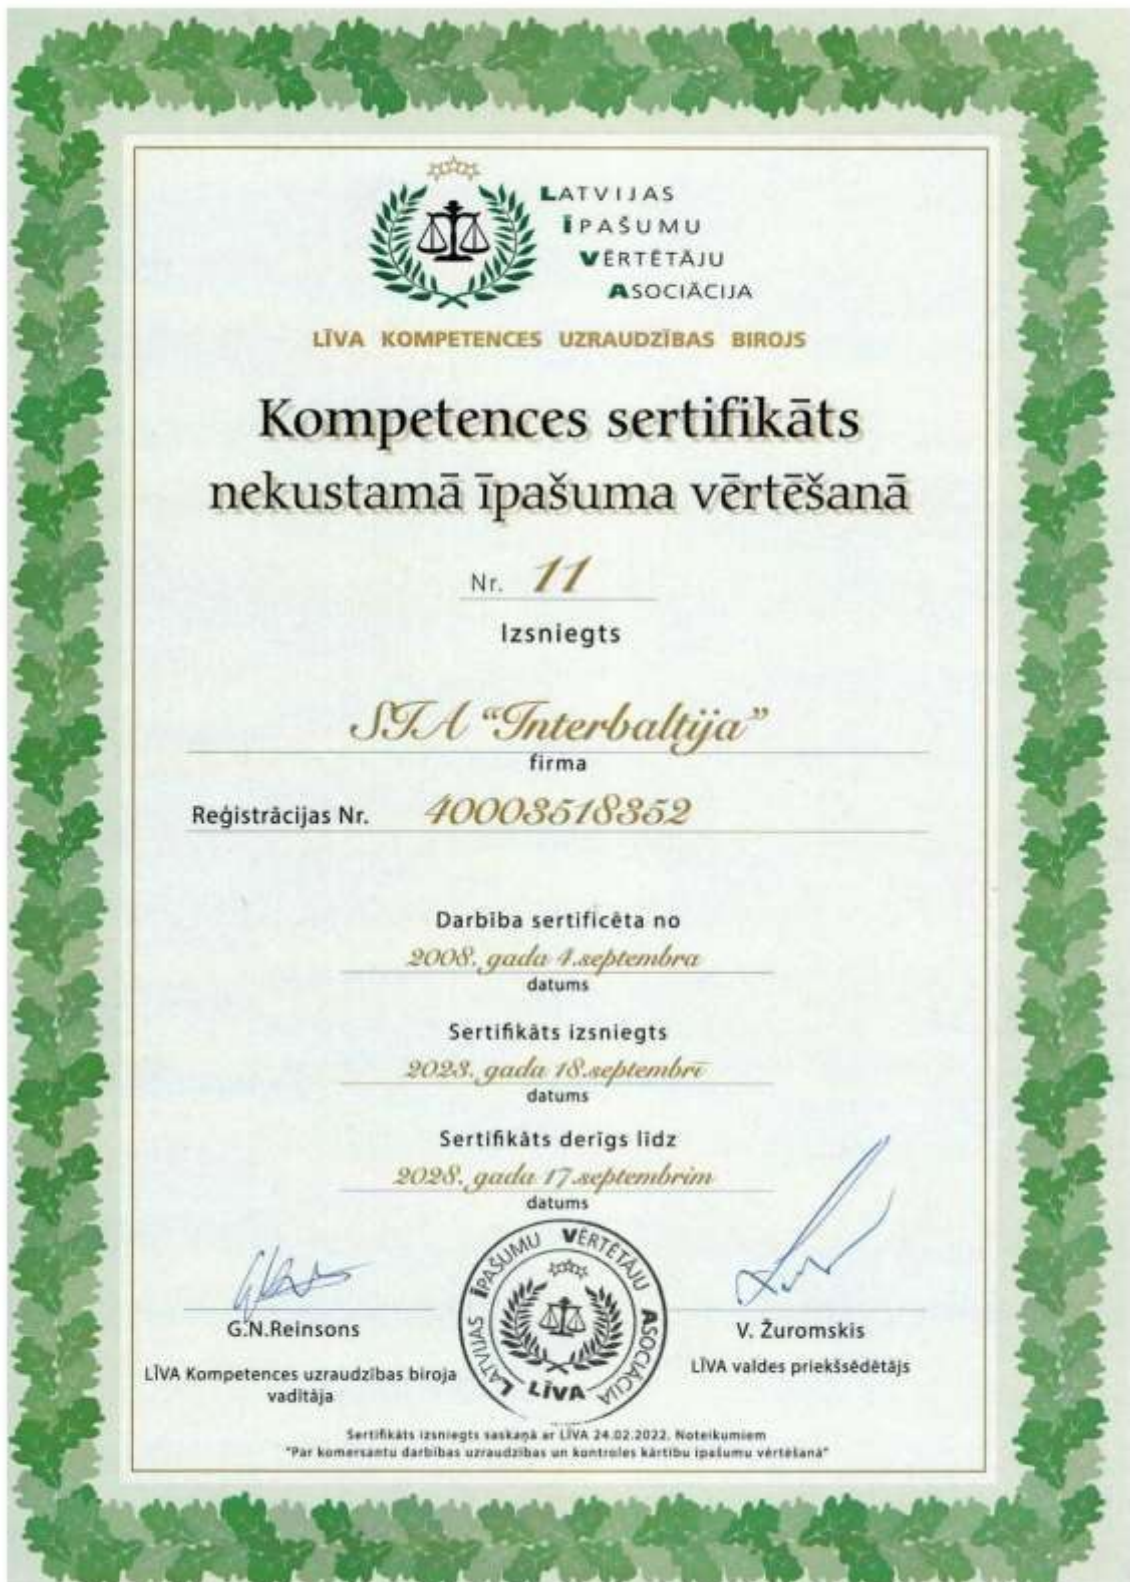 LATVIJAS
ĪPAŠUMU
VĒRTĒTĀJU
ASOCIĀCIJA
LĪVA KOMPETENCES UZRAUDZĪBAS BIROJS
Kompetences sertifikāts
nekustamā īpašuma vērtēšanā
Nr. 11
Izsniegts
SIA "Interbaltija"
firma
Reģistrācijas Nr. 40003518352
Darbība sertificēta no
2008. gada 4.septembra
datums
Sertifikāts izsniegts
2023. gada 18.septembrī
datums
Sertifikāts derīgs līdz
2028. gada 17.septembrim
datums
LATVIJAS ĪPAŠUMU VĒRTĒTĀJU ASOCIĀCIJA
LĪVA
G.N.Reinsons
LĪVA Kompetences uzraudzības biroja
vadītāja
V. Žuromskis
LĪVA valdes priekšsēdētājs
Sertifikāts izsniegts saskaņā ar LĪVA 24.02.2022. Noteikumiem
"Par komersantu darbības uzraudzības un kontroles kārtību īpašumu vērtēšanā"